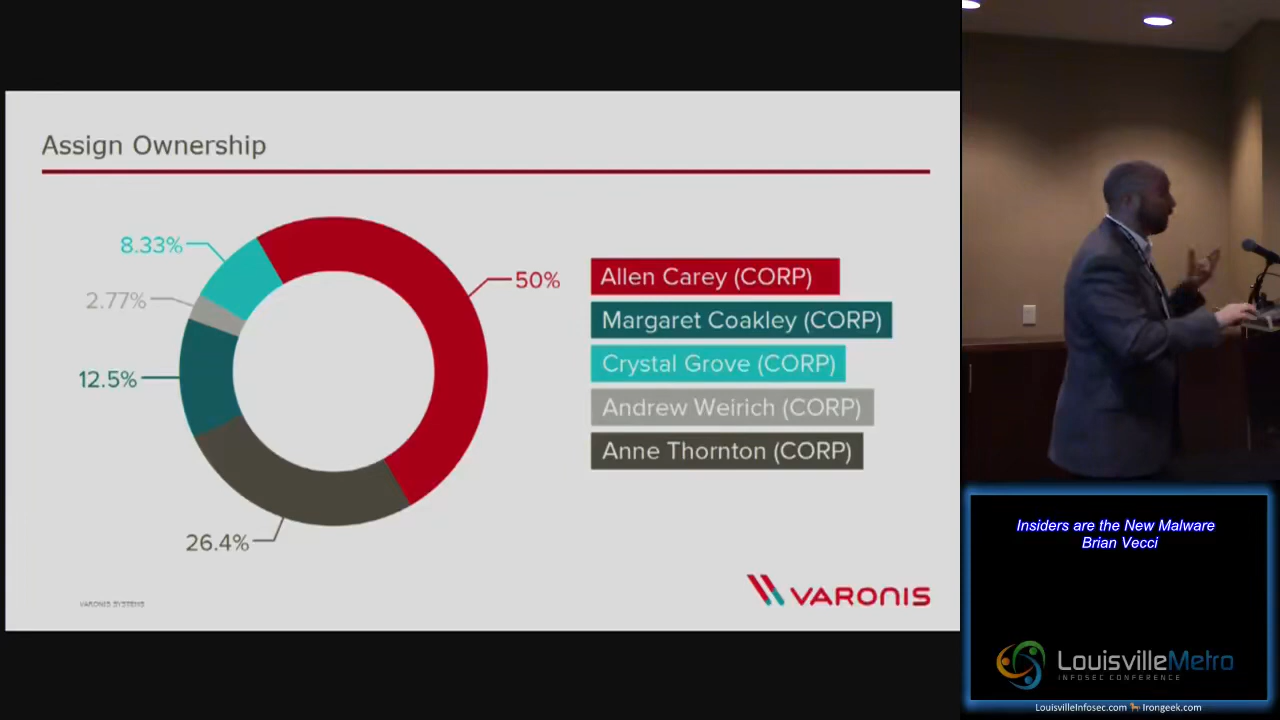 Assign Ownership
8.33%
2.77%
12.5%
26.4%
50%
Allen Carey (CORP)
Margaret Coakley (CORP)
Crystal Grove (CORP)
Andrew Weirich (CORP)
Anne Thornton (CORP)
VARONIS SYSTEMS
VARONIS
Insiders are the New Malware
Brian Vecci
LouisvilleMetro
INFOSEC CONFERENCE
LouisvilleInfosec.com Irongeek.com